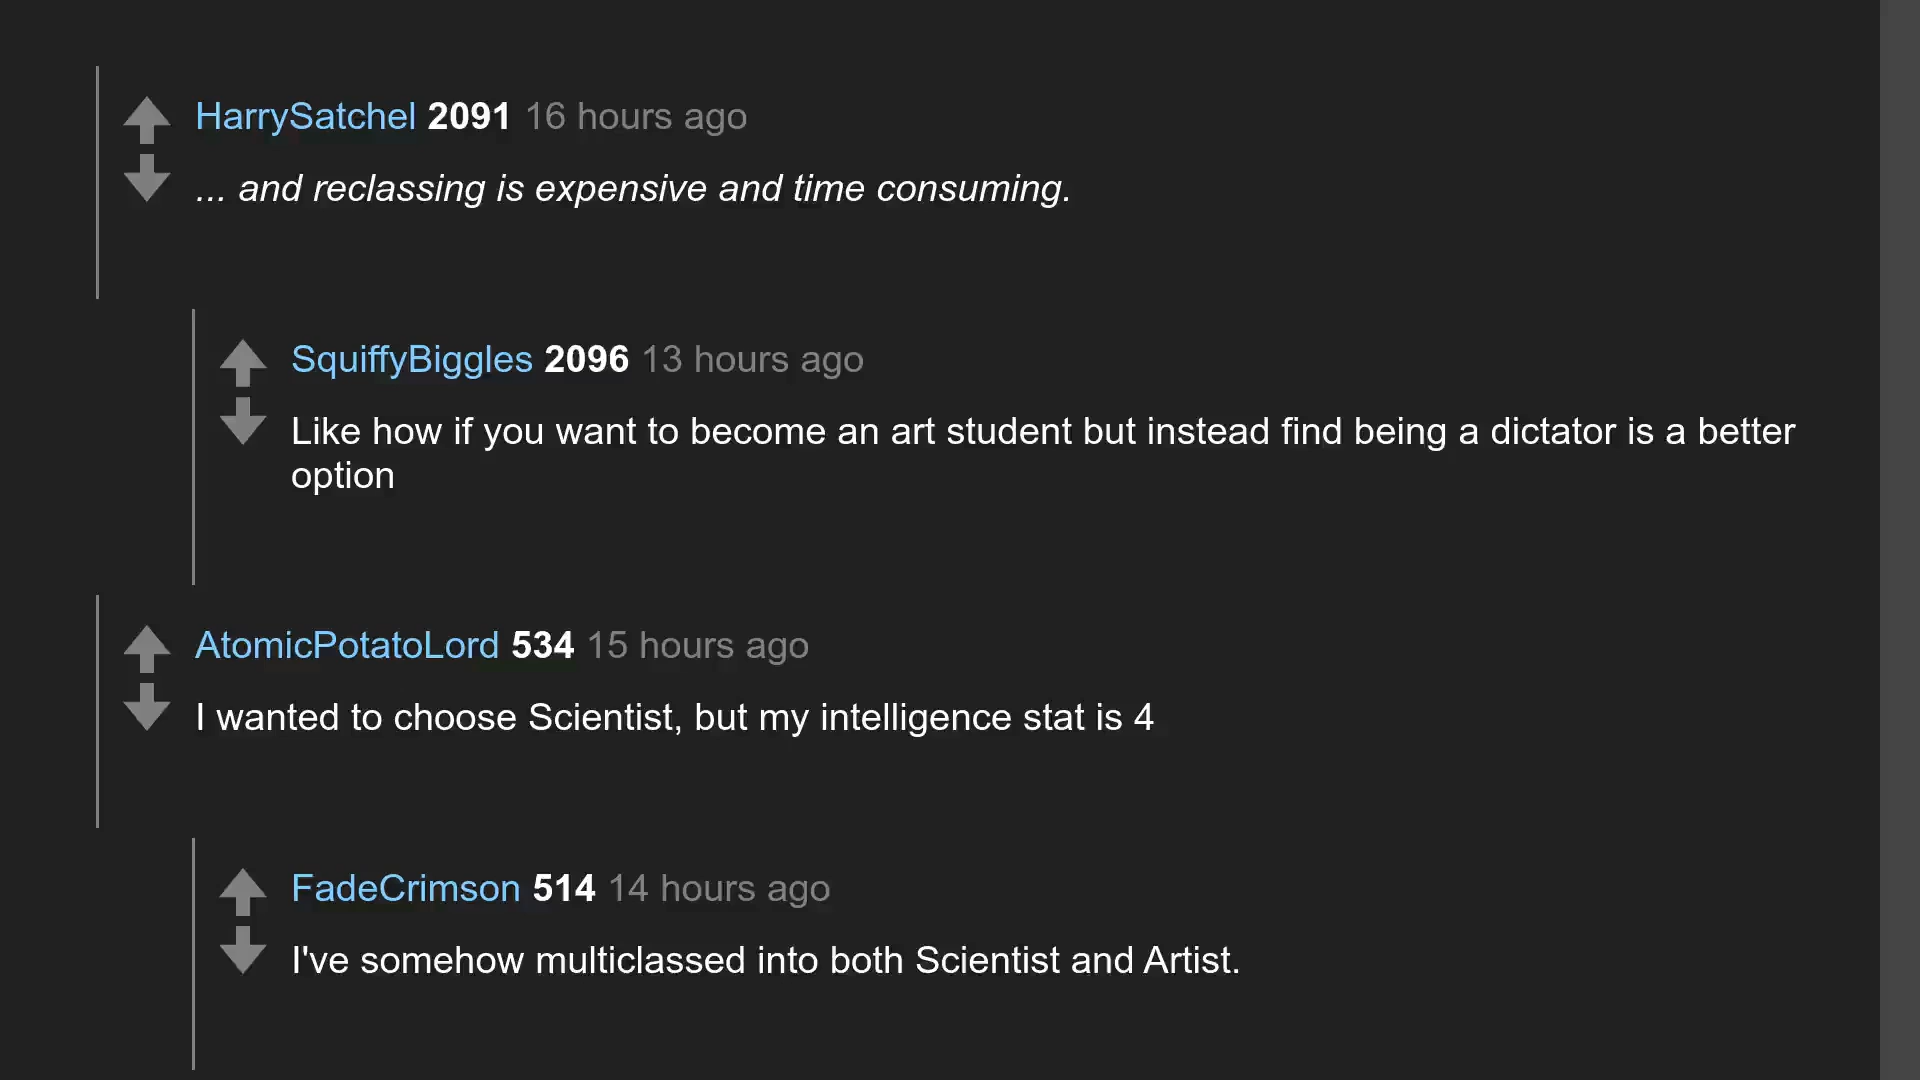 HarrySatchel 2091 16 hours ago
... and reclassing is expensive and time consuming.
SquiffyBiggles 2096 13 hours ago
Like how if you want to become an art student but instead find being a dictator is a better
option
AtomicPotatoLord 534 15 hours ago
I wanted to choose Scientist, but my intelligence stat is 4
FadeCrimson 514 14 hours ago
I've somehow multiclassed into both Scientist and Artist.